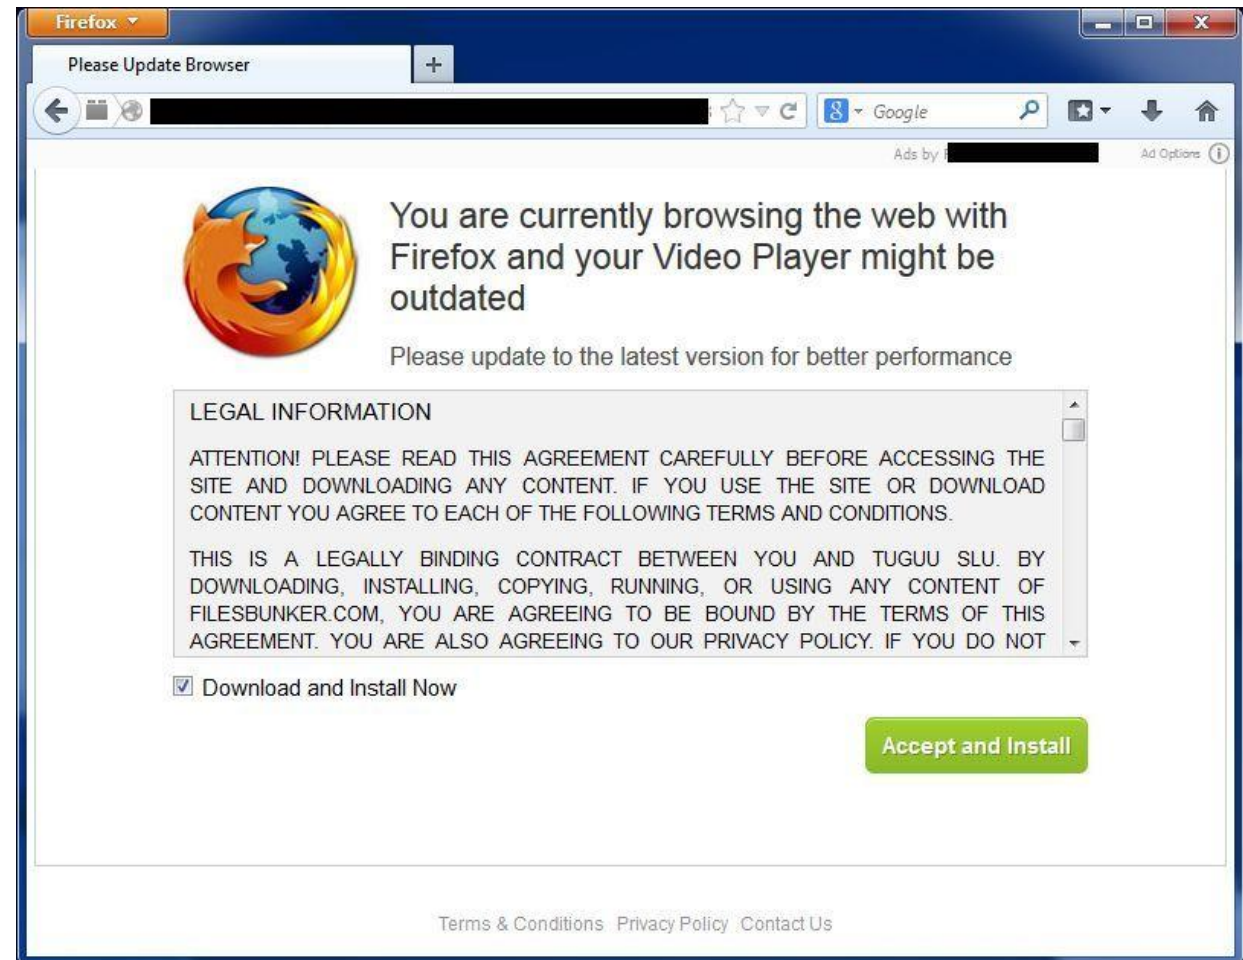 Firefox
Please Update Browser
Google
Ads by
Ad Options
You are currently browsing the web with
Firefox and your Video Player might be
outdated
Please update to the latest version for better performance
LEGAL INFORMATION
ATTENTION! PLEASE READ THIS AGREEMENT CAREFULLY BEFORE ACCESSING THE
SITE AND DOWNLOADING ANY CONTENT. IF YOU USE THE SITE OR DOWNLOAD
CONTENT YOU AGREE TO EACH OF THE FOLLOWING TERMS AND CONDITIONS.
THIS IS A LEGALLY BINDING CONTRACT BETWEEN YOU AND TUGUU SLU. BY
DOWNLOADING, INSTALLING, COPYING, RUNNING, OR USING ANY CONTENT OF
FILESBUNKER.COM, YOU ARE AGREEING TO BE BOUND BY THE TERMS OF THIS
AGREEMENT. YOU ARE ALSO AGREEING TO OUR PRIVACY POLICY. IF YOU DO NOT
Download and Install Now
Accept and Install
Terms & Conditions Privacy Policy Contact Us